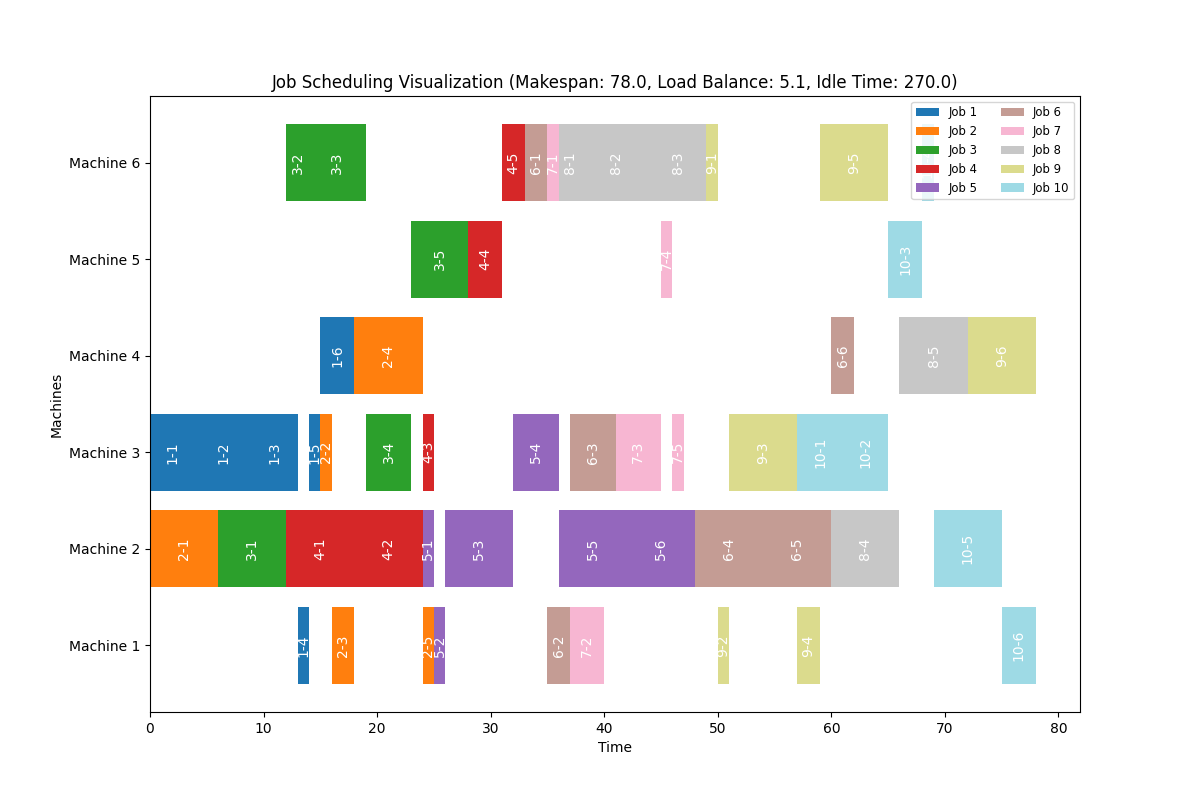 Job Scheduling Visualization (Makespan: 78.0, Load Balance: 5.1, Idle Time: 270.0)
Job 1 Job 6
Job 2 Job 7
Job 3 Job 8
Job 4 Job 9
Job 5 Job 10
Machine 6
3-2 3-3 4-5 6-1 7-1 8-1 8-2 8-3 9-1 9-5
Machine 5
3-5 4-4 7-4 10-3
Machine 4
1-6 2-4 6-6 8-5 9-6
Machine 3
1-1 1-2 1-3 1-5 2-2 3-4 4-3 5-4 6-3 7-3 7-5 9-3 10-1 10-2
Machine 2
2-1 3-1 4-1 4-2 5-1 5-3 5-5 5-6 6-4 6-5 8-4 10-5
Machine 1
1-4 2-3 2-5 5-2 6-2 7-2 9-2 9-4 10-6
Machines
0 10 20 30 40 50 60 70 80
Time